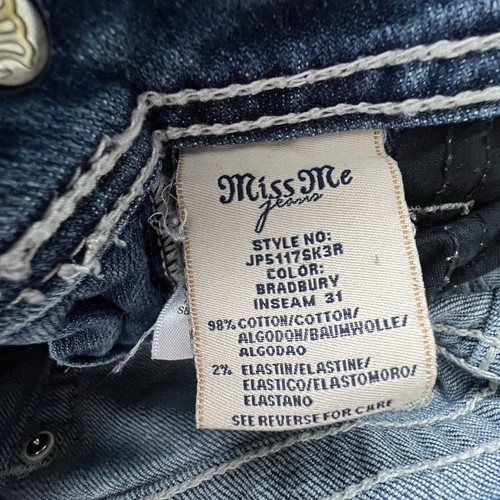 Miss Me
jeans
STYLE NO:
JP5117SK3R
COLOR:
BRADBURY
INSEAM 31
98% COTTON/COTTON/
ALGODON/BAUMWOLLE/
ALGODAO
2% ELASTIN/ELASTINE/
ELASTICO/ELASTOMORO/
ELASTANO
SEE REVERSE FOR CARE